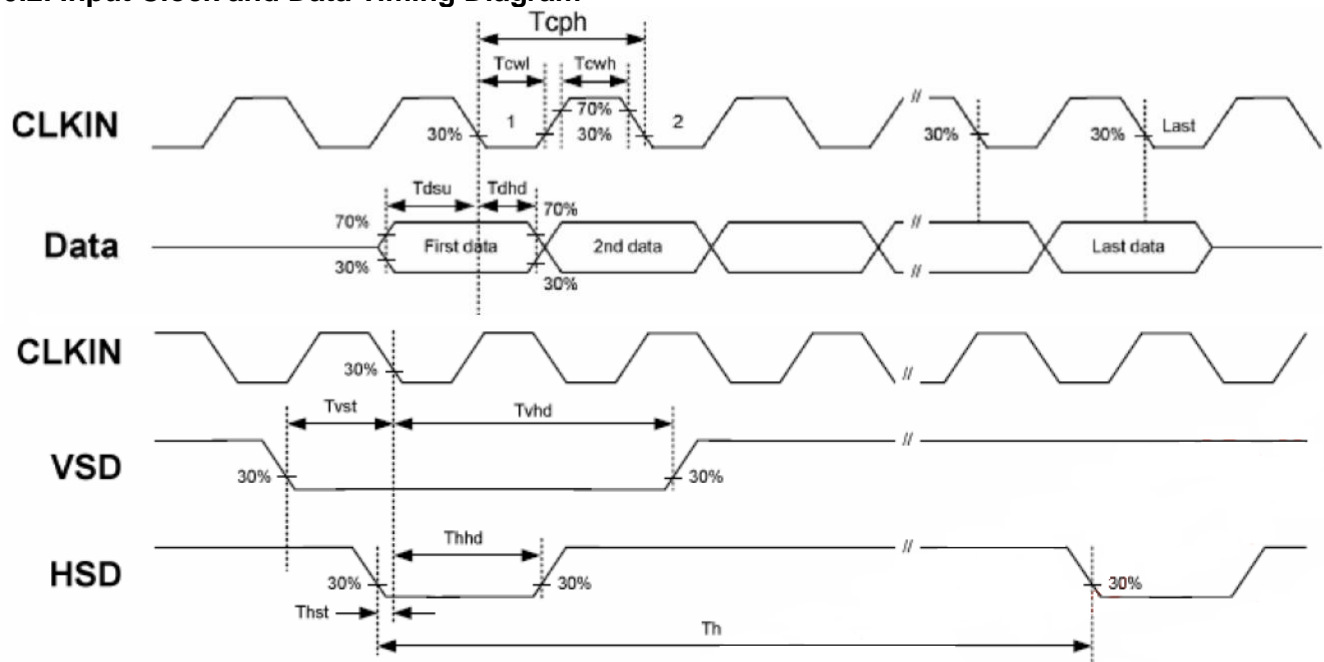 Tcph
Tcwl Tcwh
CLKIN
30% 1 70% 30% 2 // 30% 30% Last
Tdsu Tdhd
70% 70%
Data
First data 2nd data // // Last data
30% 30%
CLKIN
30% //
Tvst Tvhd
VSD
30% 30% //
Thhd
HSD
30% 30% // 30%
Thst
Th